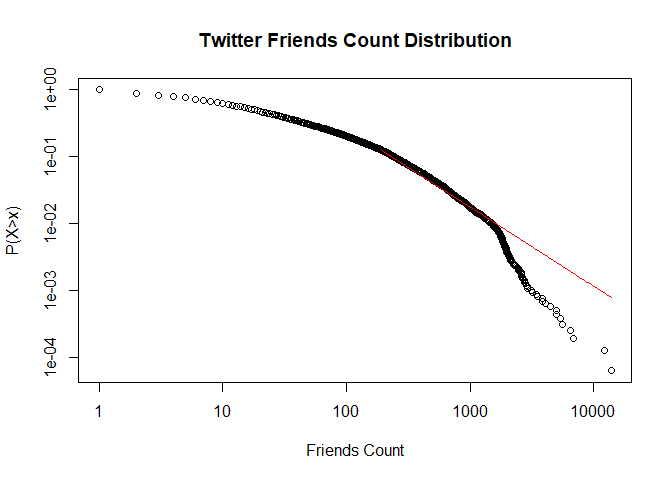 Twitter Friends Count Distribution
P(X>x)
1e+00
1e-01
1e-02
1e-03
1e-04
1 10 100 1000 10000
Friends Count